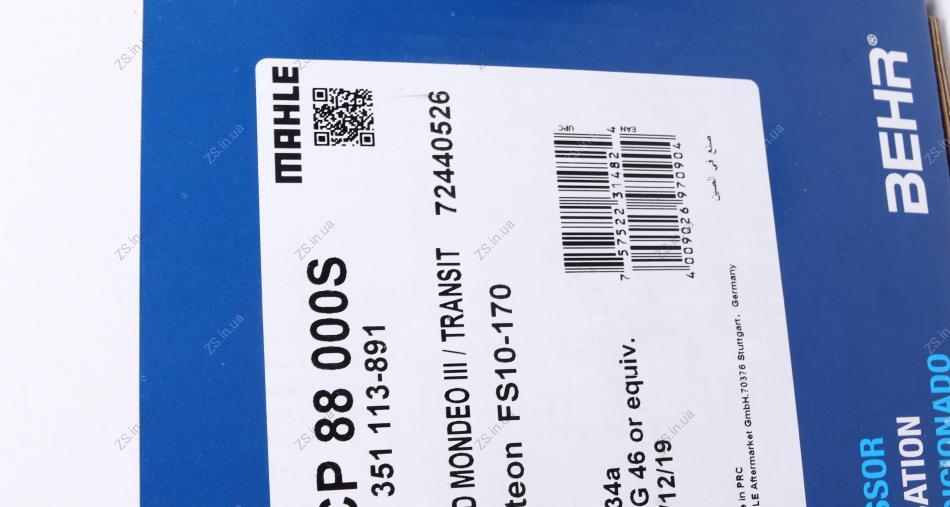 MAHLE
CP 88 000S
351 113-891
MONDEO III / TRANSIT 72440526
teon FS10-170
34a
G 46 or equiv.
/12/19
UPC
7 57522 31482 4
EAN
4 009026 970904
in PRC
LE Aftermarket GmbH.70376 Stuttgart, Germany
صنع في الصين
BEHR®
SSOR
ATION
CIONADO
ZS.in.ua